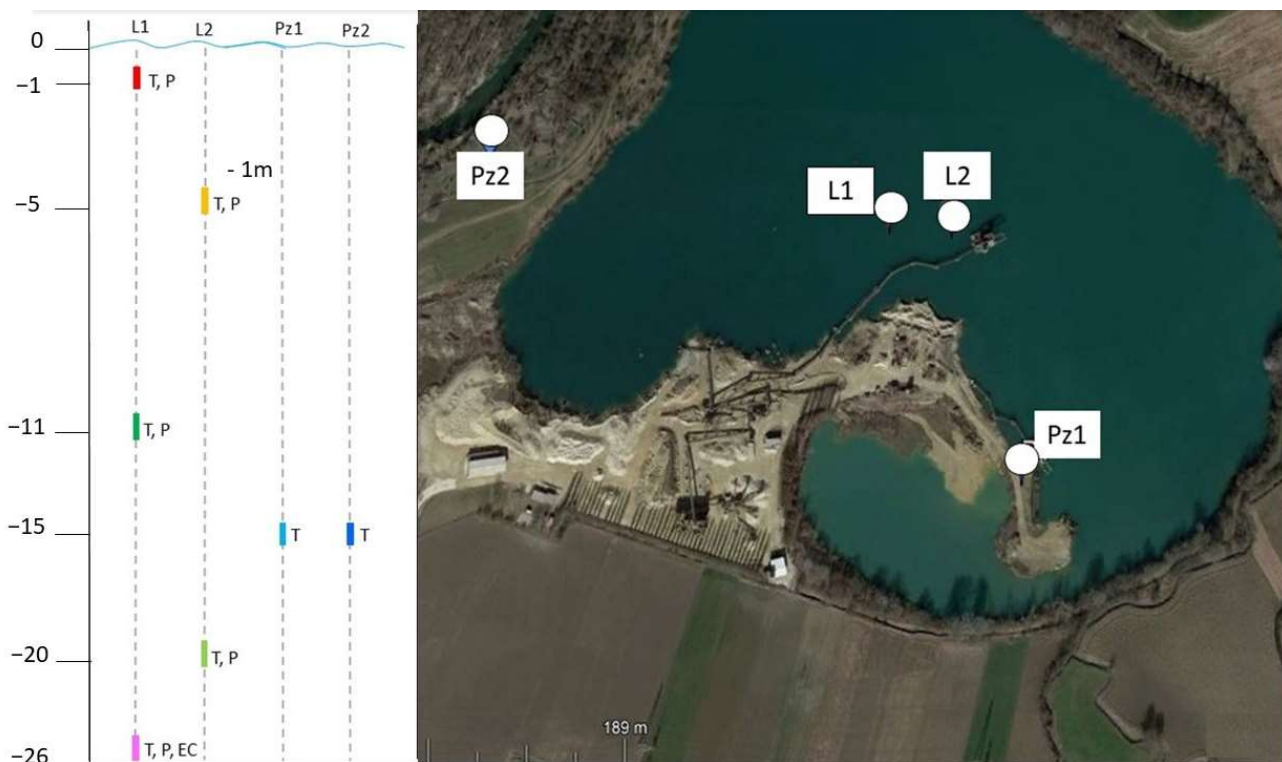 L1 L2 Pz1 Pz2
0
−1
T, P
- 1m
−5
T, P
−11
T, P
−15
T
T
−20
T, P
−26
T, P, EC
Pz2
L1
L2
Pz1
189 m